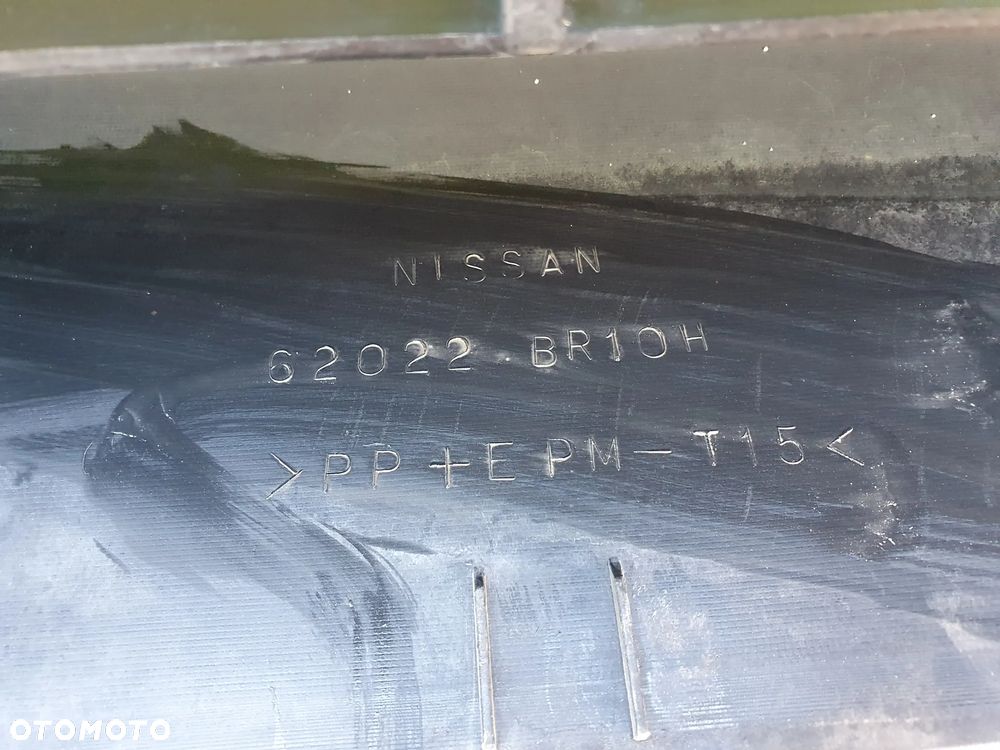 NISSAN
62022 BR10H
>PP+EPM-T15<
OTOMOTO